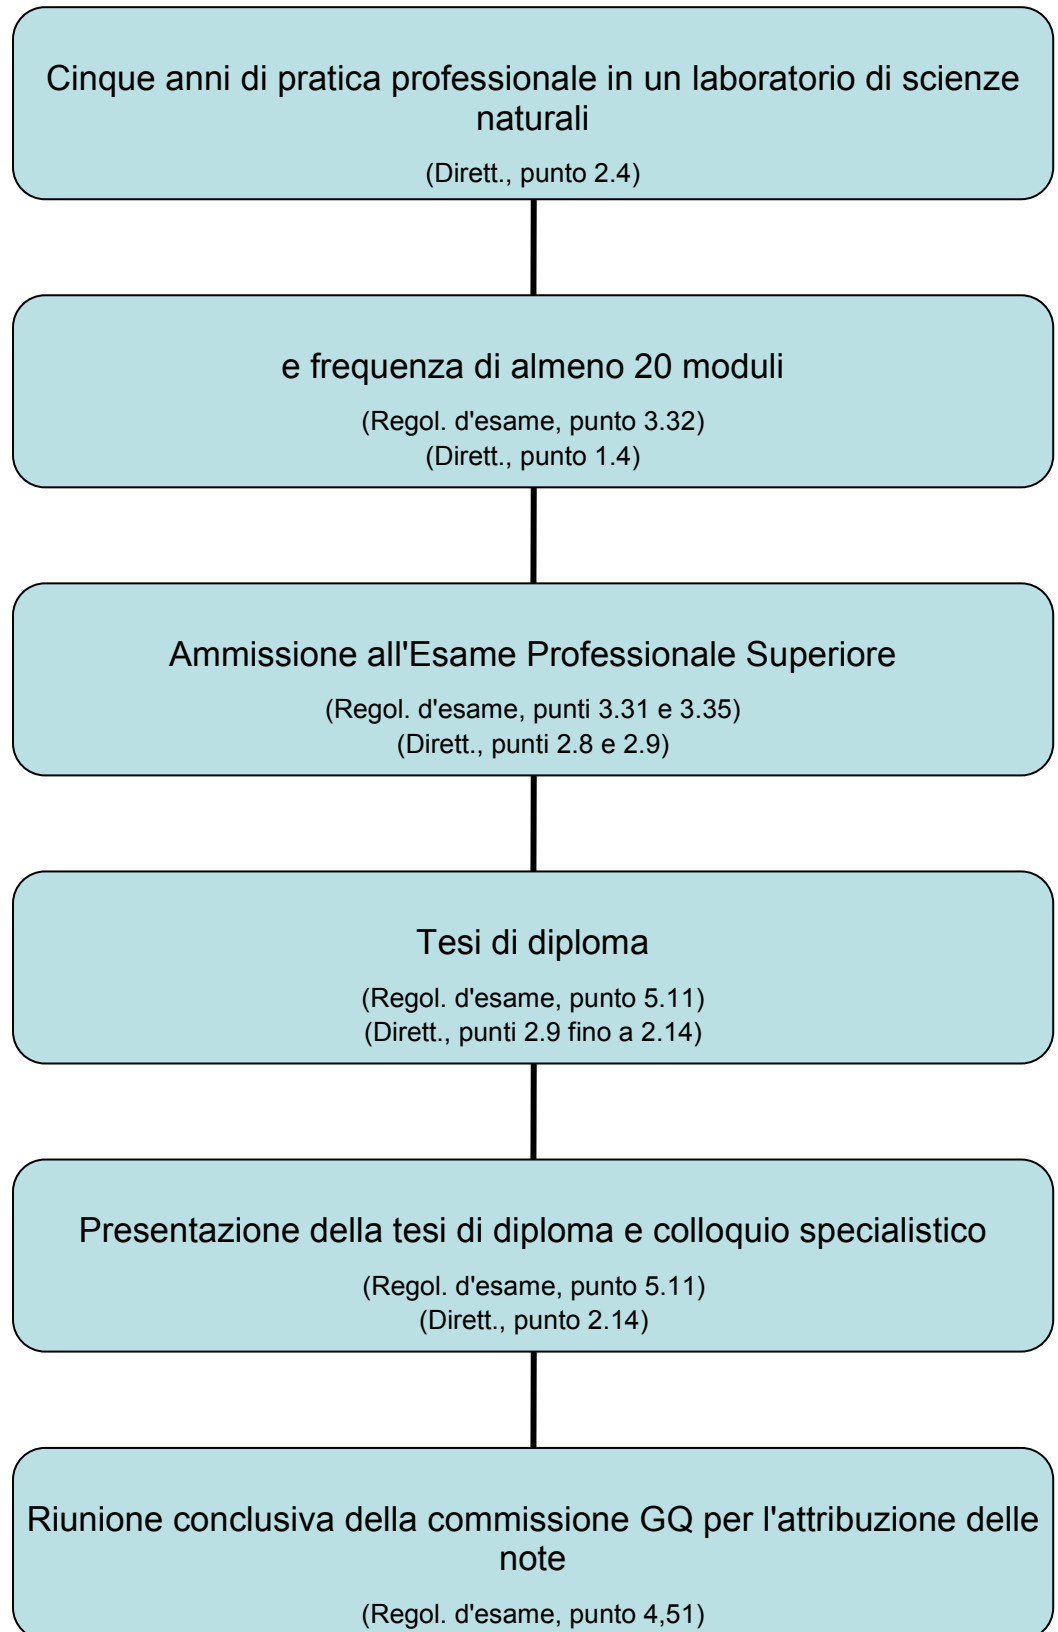 Cinque anni di pratica professionale in un laboratorio di scienze
naturali
(Dirett., punto 2.4)
e frequenza di almeno 20 moduli
(Regol. d'esame, punto 3.32)
(Dirett., punto 1.4)
Ammissione all'Esame Professionale Superiore
(Regol. d'esame, punti 3.31 e 3.35)
(Dirett., punti 2.8 e 2.9)
Tesi di diploma
(Regol. d'esame, punto 5.11)
(Dirett., punti 2.9 fino a 2.14)
Presentazione della tesi di diploma e colloquio specialistico
(Regol. d'esame, punto 5.11)
(Dirett., punto 2.14)
Riunione conclusiva della commissione GQ per l'attribuzione delle
note
(Regol. d'esame, punto 4,51)